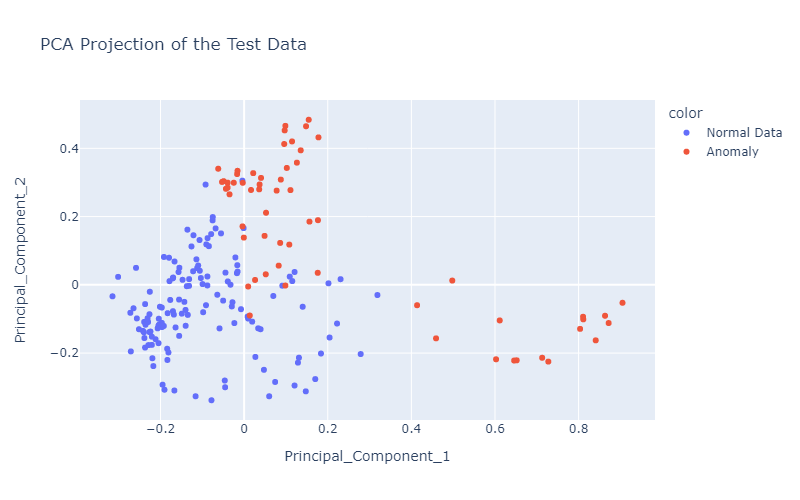 PCA Projection of the Test Data
color
Normal Data
Anomaly
Principal_Component_2
0.4
0.2
0
−0.2
−0.2
0
0.2
0.4
0.6
0.8
Principal_Component_1